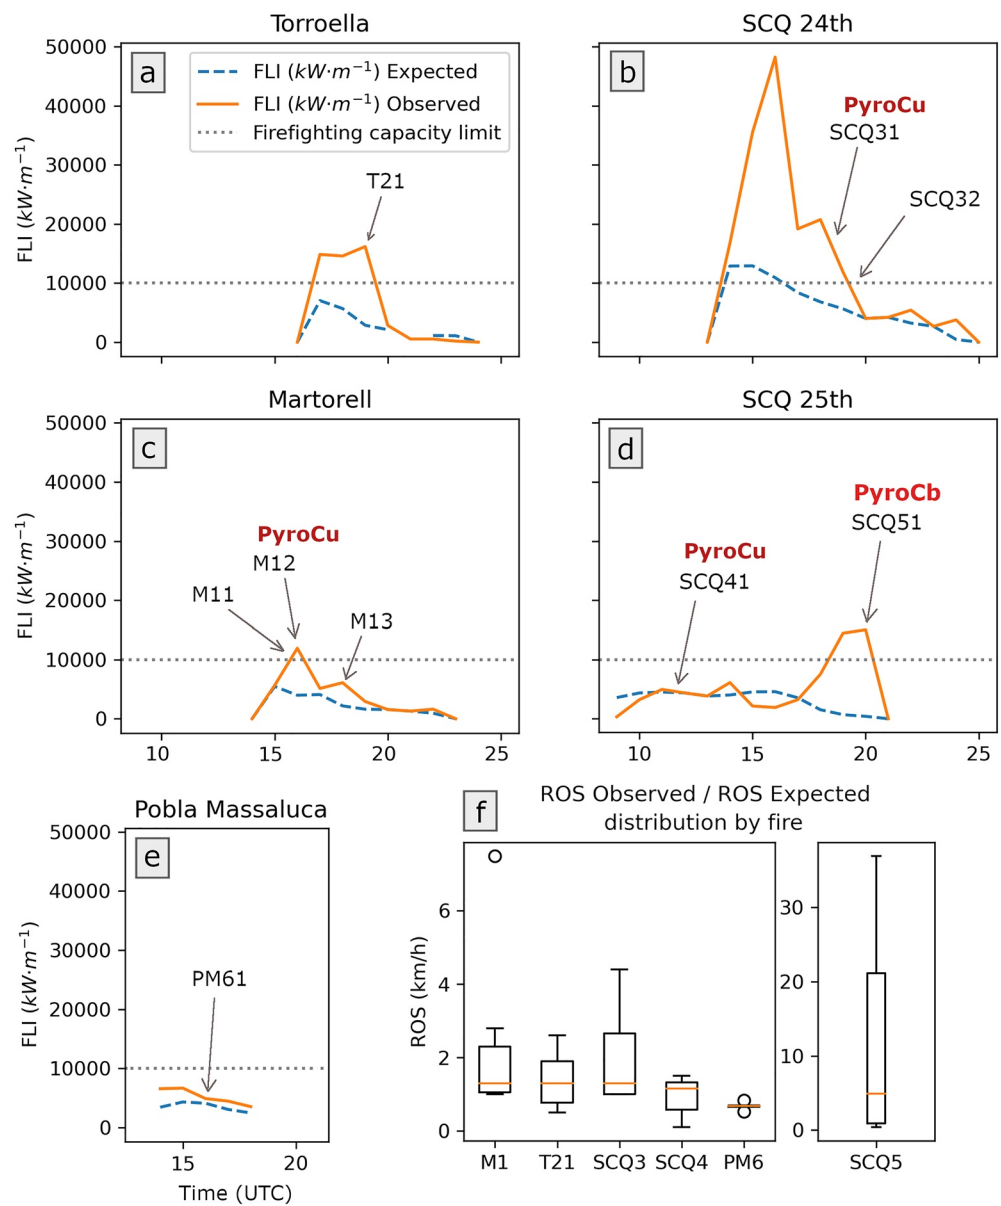 Torroella
a
FLI (kW·m⁻¹) Expected
FLI (kW·m⁻¹) Observed
Firefighting capacity limit
T21
FLI (kW·m⁻¹)
50000
40000
30000
20000
10000
0
SCQ 24th
b
PyroCu
SCQ31
SCQ32
Martorell
c
PyroCu
M12
M11
M13
FLI (kW·m⁻¹)
50000
40000
30000
20000
10000
0
10 15 20 25
SCQ 25th
d
PyroCb
SCQ51
PyroCu
SCQ41
10 15 20 25
Pobla Massaluca
e
PM61
FLI (kW·m⁻¹)
50000
40000
30000
20000
10000
0
15 20
Time (UTC)
f
ROS Observed / ROS Expected
distribution by fire
ROS (km/h)
6
4
2
0
M1 T21 SCQ3 SCQ4 PM6
30
20
10
0
SCQ5